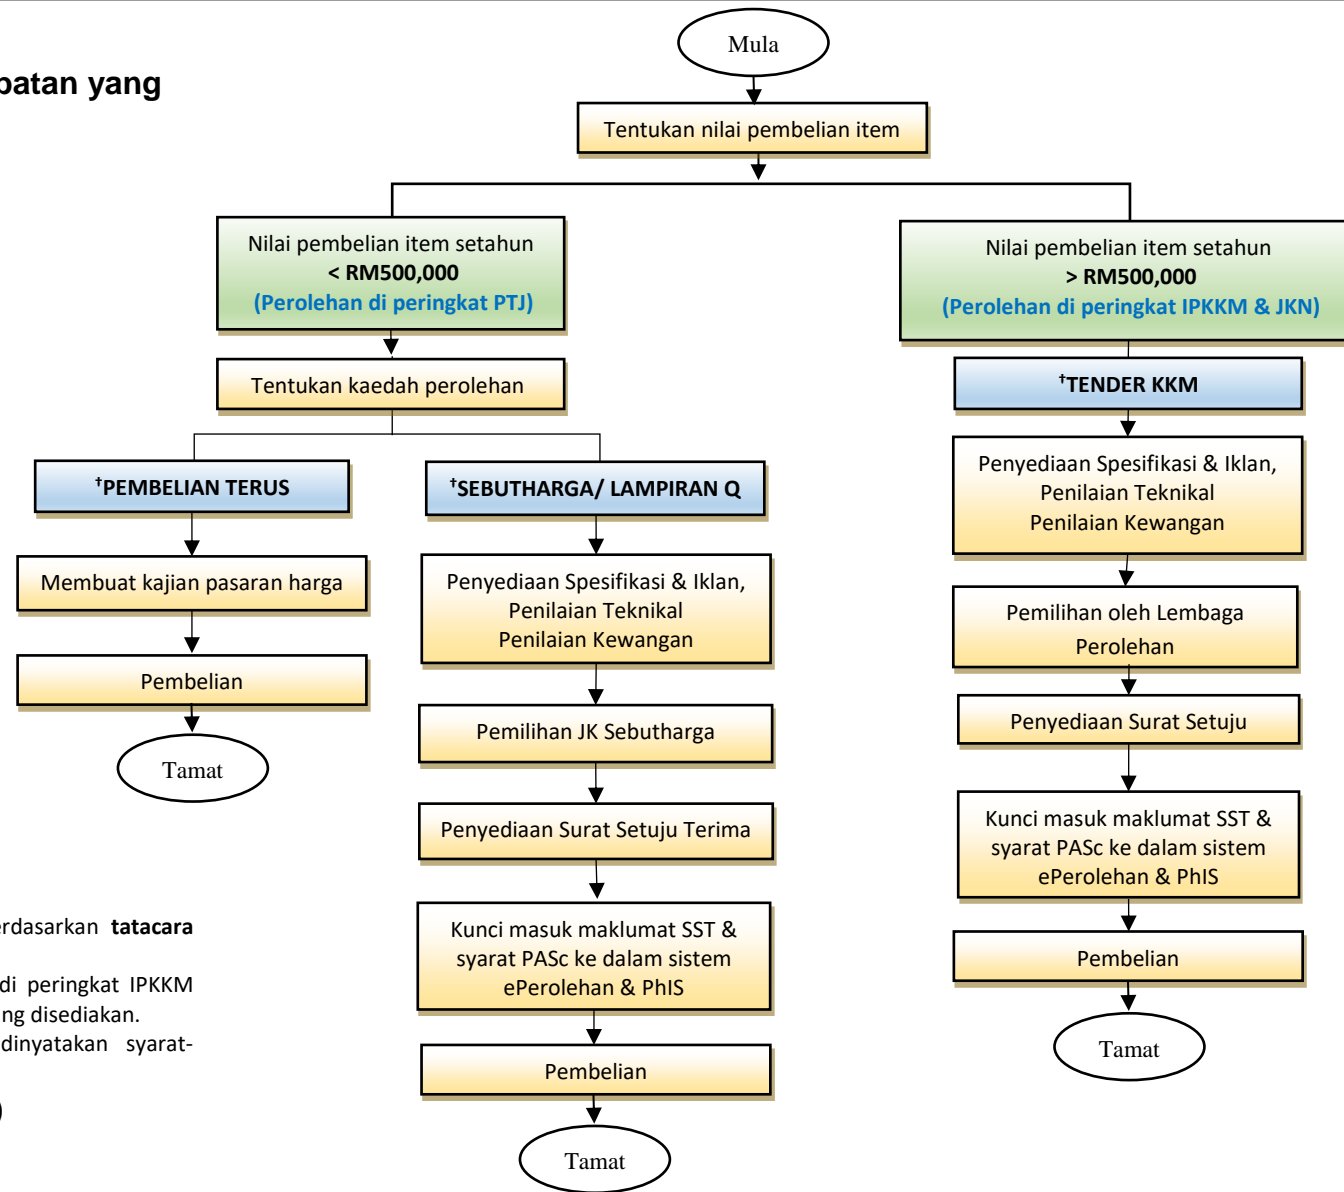 Mula
patan yang
Tentukan nilai pembelian item
Nilai pembelian item setahun
< RM500,000
(Perolehan di peringkat PTJ)
Nilai pembelian item setahun
> RM500,000
(Perolehan di peringkat IPKKM & JKN)
Tentukan kaedah perolehan
†TENDER KKM
†PEMBELIAN TERUS
†SEBUTHARGA/ LAMPIRAN Q
Penyediaan Spesifikasi & Iklan,
Penilaian Teknikal
Penilaian Kewangan
Membuat kajian pasaran harga
Penyediaan Spesifikasi & Iklan,
Penilaian Teknikal
Penilaian Kewangan
Pemilihan oleh Lembaga
Perolehan
Pembelian
Pemilihan JK Sebutharga
Penyediaan Surat Setuju
Tamat
Penyediaan Surat Setuju Terima
Kunci masuk maklumat SST &
syarat PASc ke dalam sistem
ePerolehan & PhIS
Kunci masuk maklumat SST &
syarat PASc ke dalam sistem
ePerolehan & PhIS
Pembelian
Tamat
Pembelian
Tamat
erdasarkan tatacara
di peringkat IPKKM
ng disediakan.
dinyatakan syarat-
)